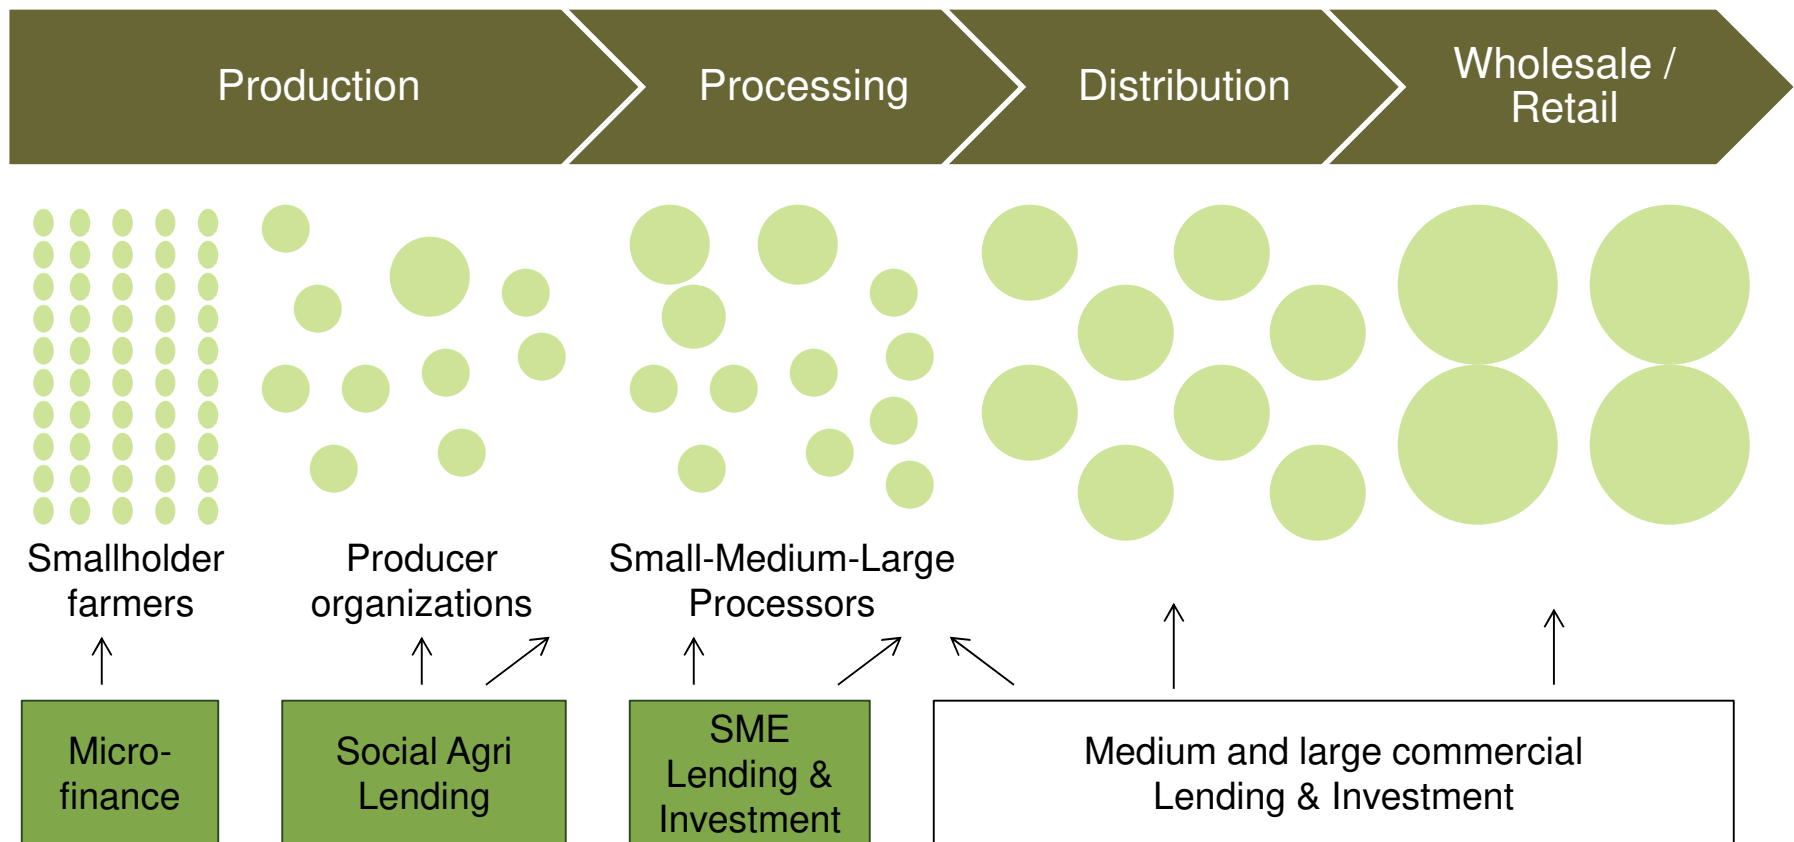 Production
Processing
Distribution
Wholesale /
Retail
Smallholder
farmers
Producer
organizations
Small-Medium-Large
Processors
Micro-
finance
Social Agri
Lending
SME
Lending &
Investment
Medium and large commercial
Lending & Investment